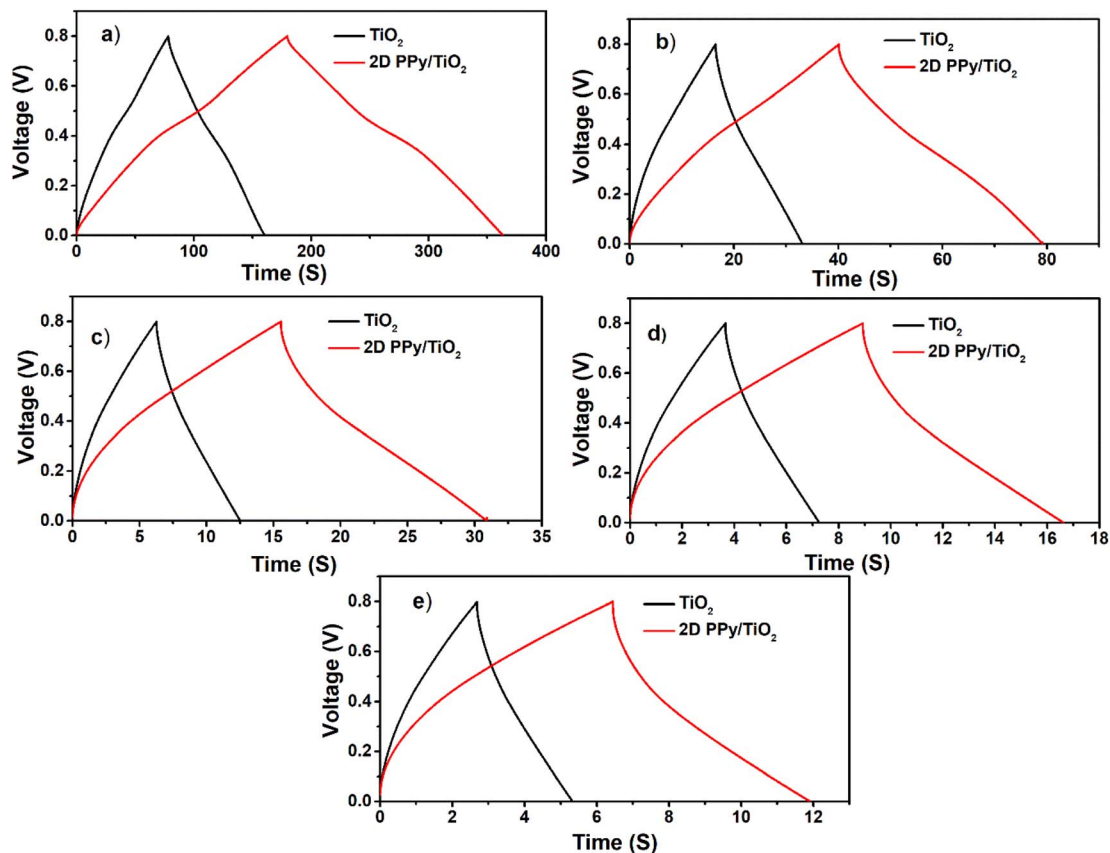 a)
TiO₂
2D PPy/TiO₂
Voltage (V)
0.8
0.6
0.4
0.2
0.0
0 100 200 300 400
Time (S)
b)
TiO₂
2D PPy/TiO₂
Voltage (V)
0.8
0.6
0.4
0.2
0.0
0 20 40 60 80
Time (S)
c)
TiO₂
2D PPy/TiO₂
Voltage (V)
0.8
0.6
0.4
0.2
0.0
0 5 10 15 20 25 30 35
Time (S)
d)
TiO₂
2D PPy/TiO₂
Voltage (V)
0.8
0.6
0.4
0.2
0.0
0 2 4 6 8 10 12 14 16 18
Time (S)
e)
TiO₂
2D PPy/TiO₂
Voltage (V)
0.8
0.6
0.4
0.2
0.0
0 2 4 6 8 10 12
Time (S)